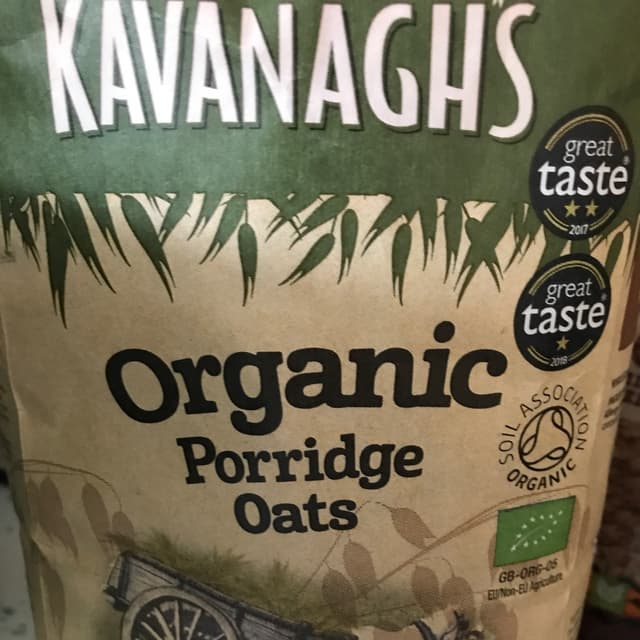 KAVANAGH'S
great
taste
2017
great
taste
2018
Organic
Porridge
Oats
SOIL ASSOCIATION
ORGANIC
GB-ORG-05
EU/Non-EU Agriculture